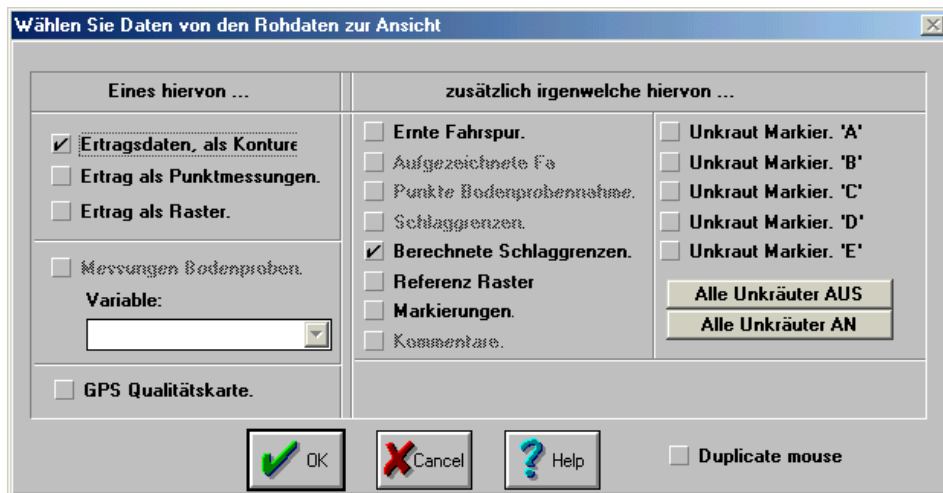 Wählen Sie Daten von den Rohdaten zur Ansicht
Eines hiervon ...
Ertragsdaten, als Konture
Ertrag als Punktmessungen.
Ertrag als Raster.
Messungen Bodenproben.
Variable:
GPS Qualitätskarte.
zusätzlich irgenwelche hiervon ...
Ernte Fahrspur.
Aufgezeichnete Fa
Punkte Bodenprobennahme.
Schlaggrenzen.
Berechnete Schlaggrenzen.
Referenz Raster
Markierungen.
Kommentare.
Unkraut Markier. 'A'
Unkraut Markier. 'B'
Unkraut Markier. 'C'
Unkraut Markier. 'D'
Unkraut Markier. 'E'
Alle Unkräuter AUS
Alle Unkräuter AN
OK
Cancel
Help
Duplicate mouse